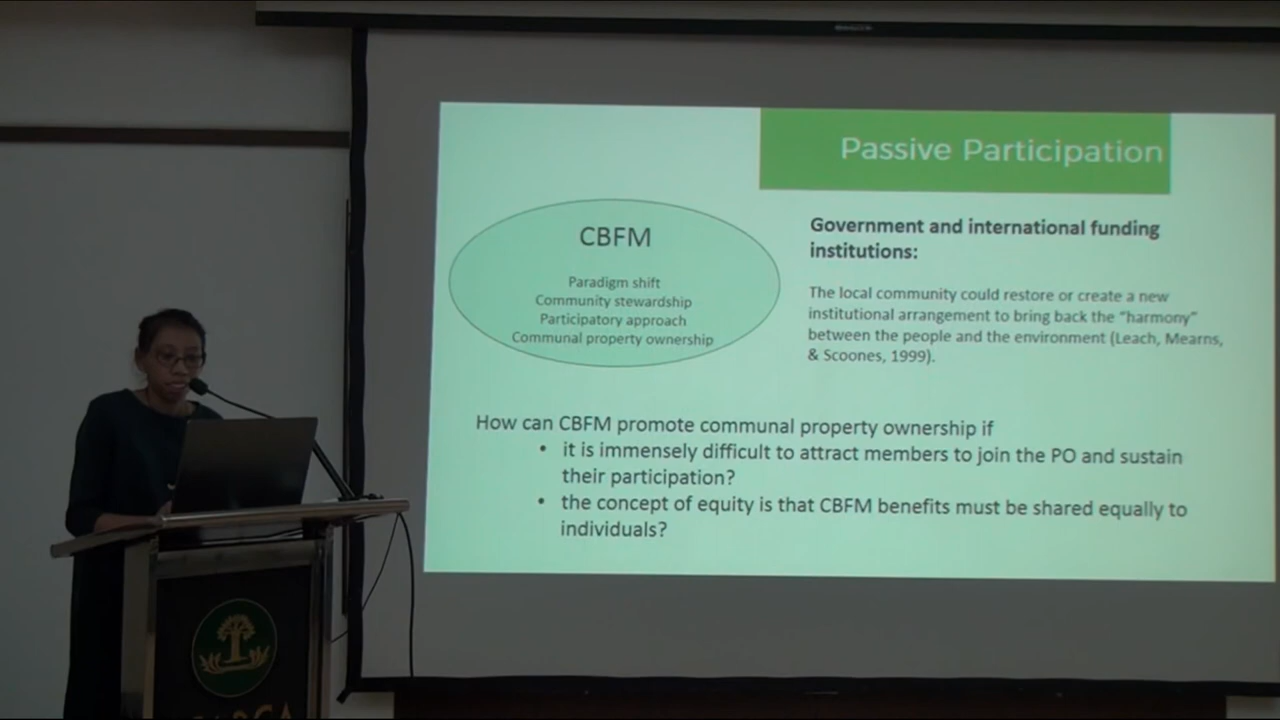 Passive Participation
CBFM
Paradigm shift
Community stewardship
Participatory approach
Communal property ownership
Government and international funding
institutions:
The local community could restore or create a new
institutional arrangement to bring back the “harmony”
between the people and the environment (Leach, Mearns,
& Scoones, 1999).
How can CBFM promote communal property ownership if
• it is immensely difficult to attract members to join the PO and sustain
their participation?
• the concept of equity is that CBFM benefits must be shared equally to
individuals?